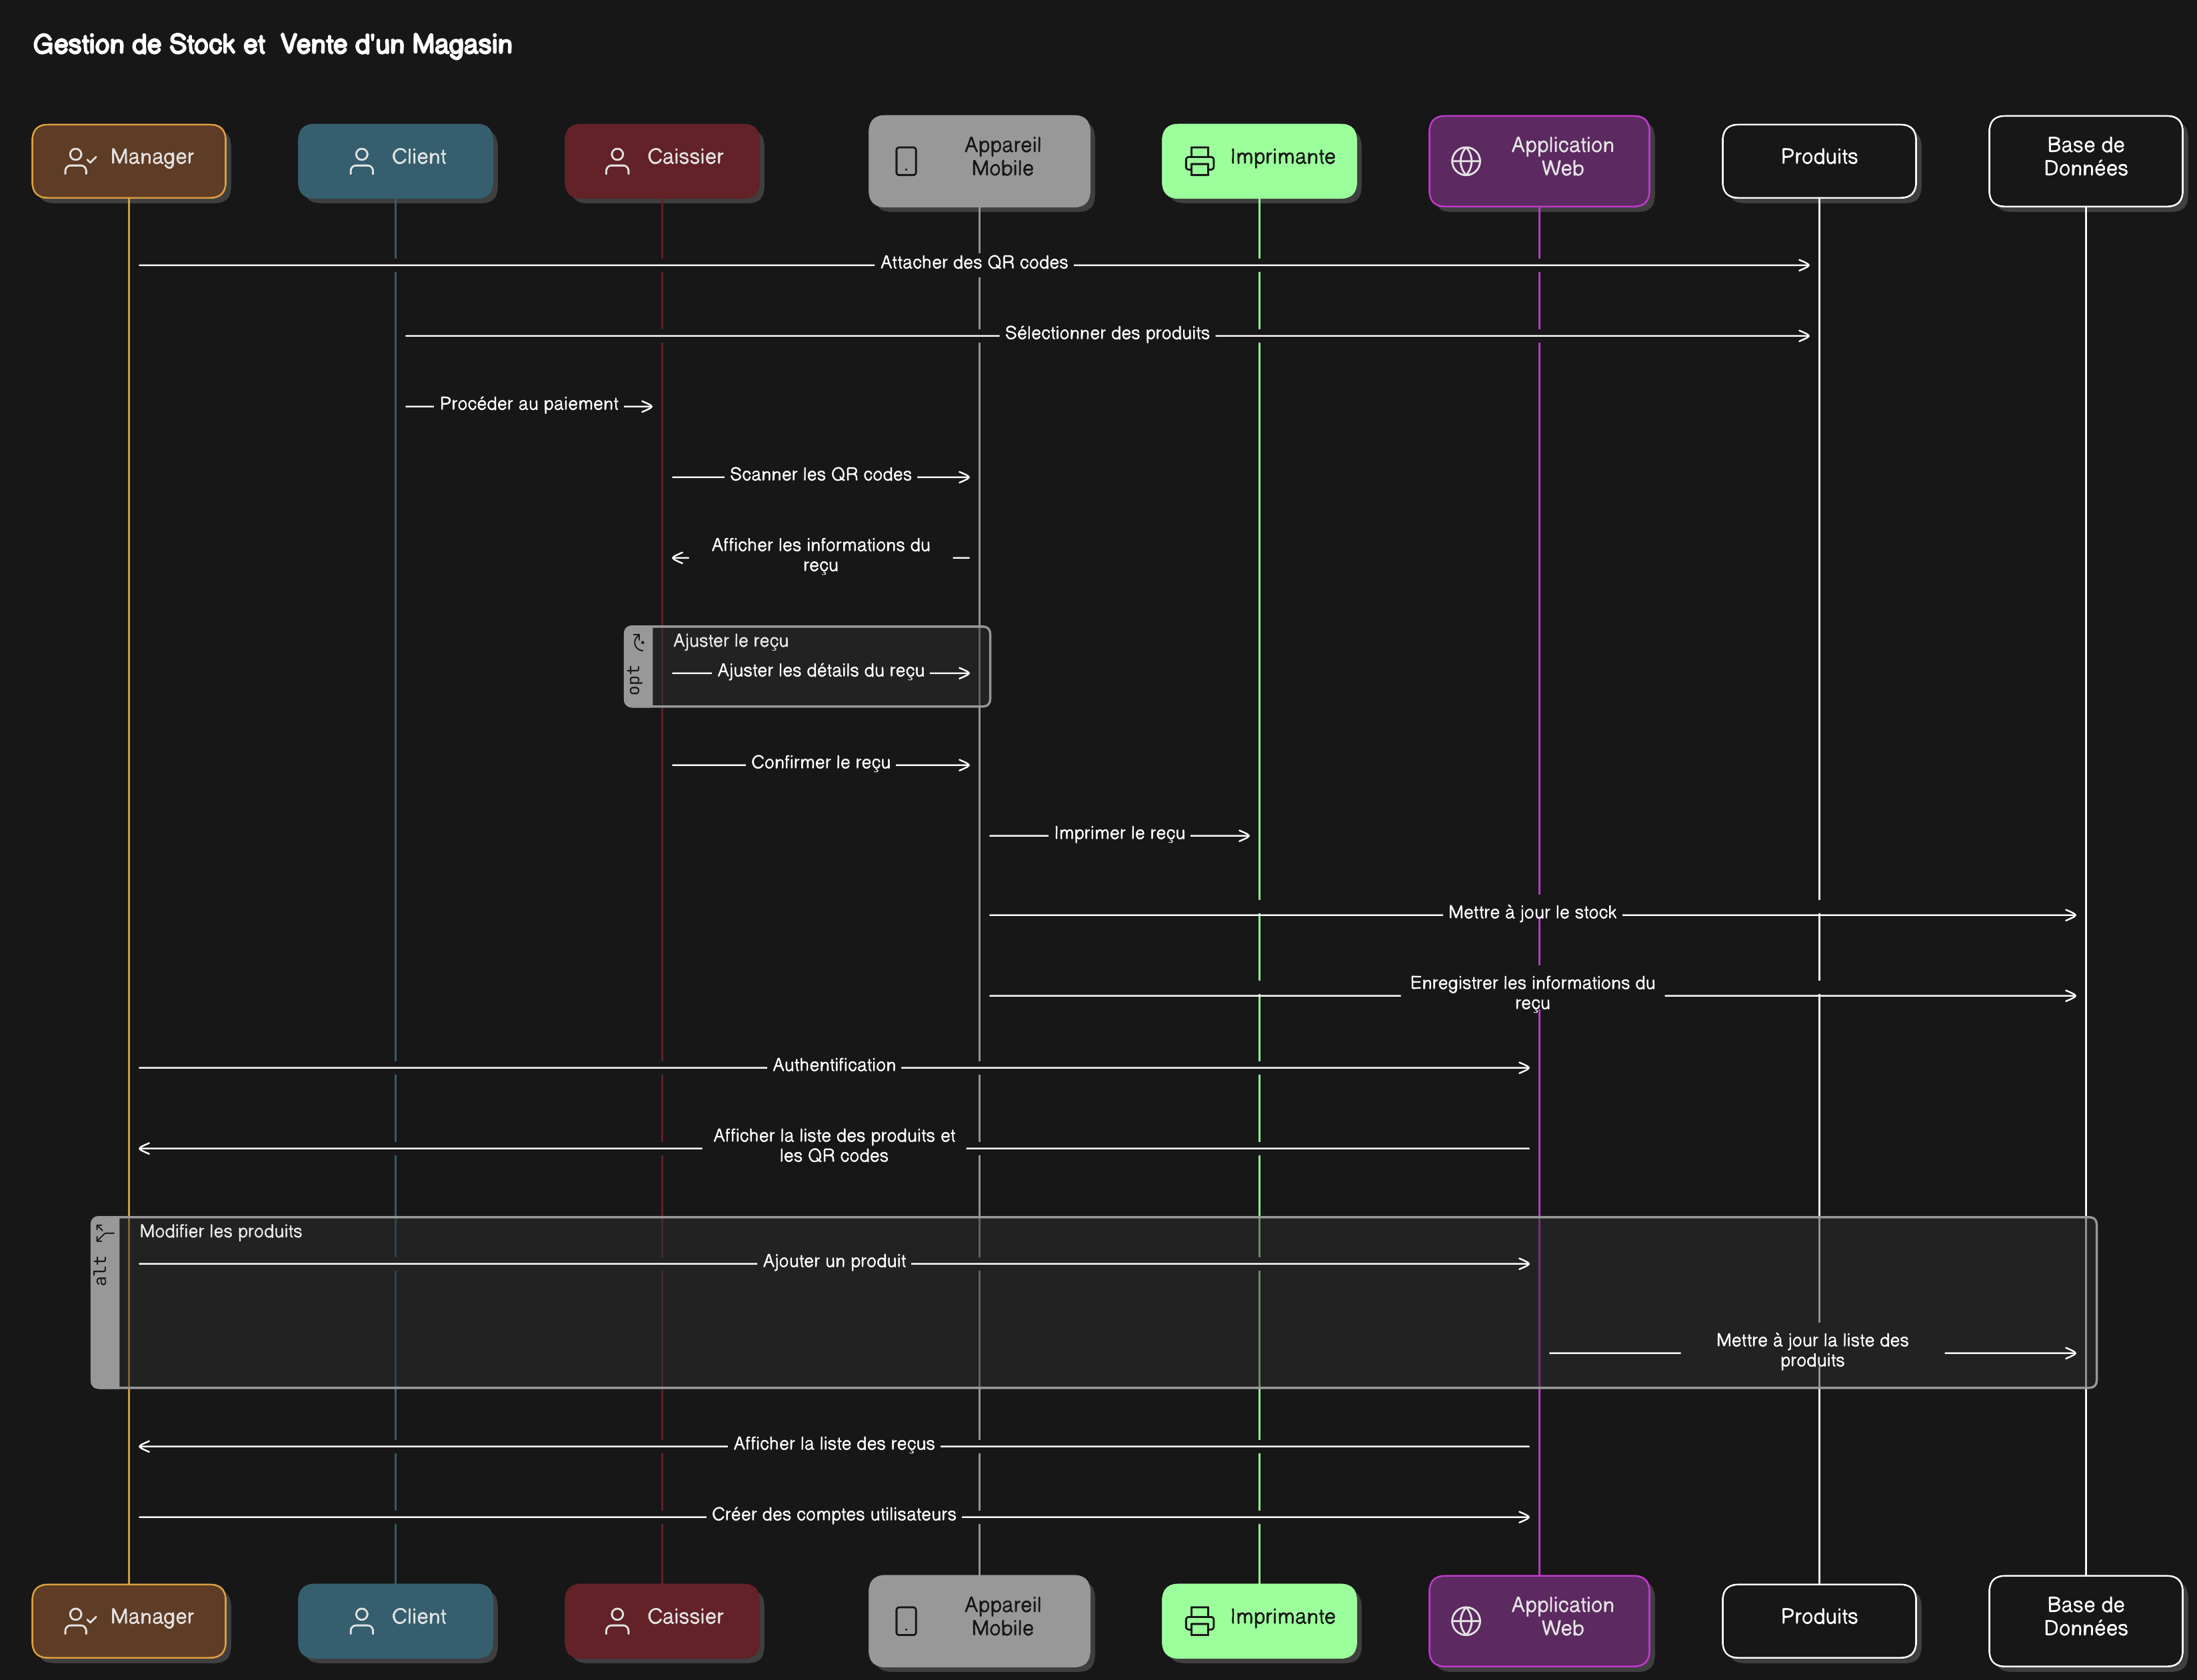 Gestion de Stock et  Vente d'un Magasin
Manager
Client
Caissier
Appareil
Mobile
Imprimante
Application
Web
Produits
Base de
Données
Attacher des QR codes
Sélectionner des produits
Procéder au paiement
Scanner les QR codes
Afficher les informations du
reçu
opt
Ajuster le reçu
Ajuster les détails du reçu
Confirmer le reçu
Imprimer le reçu
Mettre à jour le stock
Enregistrer les informations du
reçu
Authentification
Afficher la liste des produits et
les QR codes
alt
Modifier les produits
Ajouter un produit
Mettre à jour la liste des
produits
Afficher la liste des reçus
Créer des comptes utilisateurs
Manager
Client
Caissier
Appareil
Mobile
Imprimante
Application
Web
Produits
Base de
Données